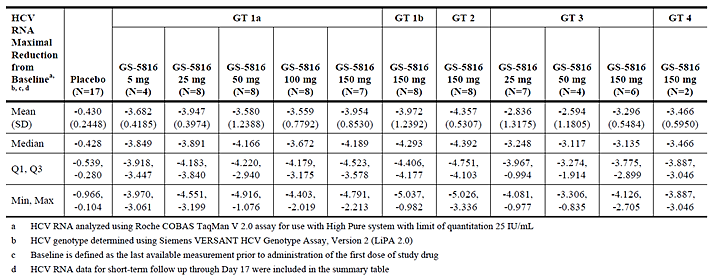 HCV RNA Maximal Reduction from Baseline a, b, c, d
GT 1a GT 1b GT 2 GT 3 GT 4
Placebo (N=17) GS-5816 5 mg (N=4) GS-5816 25 mg (N=8) GS-5816 50 mg (N=8) GS-5816 100 mg (N=8) GS-5816 150 mg (N=7) GS-5816 150 mg (N=8) GS-5816 150 mg (N=8) GS-5816 25 mg (N=7) GS-5816 50 mg (N=4) GS-5816 150 mg (N=6) GS-5816 150 mg (N=2)
Mean -0.430 -3.682 -3.947 -3.580 -3.559 -3.954 -3.972 -4.357 -2.836 -2.594 -3.296 -3.466
(SD) (0.2448) (0.4185) (0.3974) (1.2388) (0.7792) (0.8530) (1.2392) (0.5307) (1.3175) (1.1805) (0.5484) (0.5950)
Median -0.428 -3.849 -3.891 -4.166 -3.672 -4.189 -4.293 -4.392 -3.248 -3.117 -3.135 -3.466
Q1, Q3 -0.539, -3.918, -4.183, -4.220, -4.179, -4.523, -4.406, -4.751, -3.967, -3.274, -3.775, -3.887,
-0.280 -3.447 -3.840 -2.940 -3.175 -3.578 -4.177 -4.103 -0.994 -1.914 -2.899 -3.046
Min, Max -0.966, -3.970, -4.551, -4.916, -4.403, -4.791, -5.037, -5.026, -4.081, -3.306, -4.126, -3.887,
-0.104 -3.061 -3.199 -1.076 -2.019 -2.213 -0.982 -3.336 -0.977 -0.835 -2.705 -3.046
a HCV RNA analyzed using Roche COBAS TaqMan V 2.0 assay for use with High Pure system with limit of quantitation 25 IU/mL
b HCV genotype determined using Siemens VERSANT HCV Genotype Assay, Version 2 (LiPA 2.0)
c Baseline is defined as the last available measurement prior to administration of the first dose of study drug
d HCV RNA data for short-term follow up through Day 17 were included in the summary table